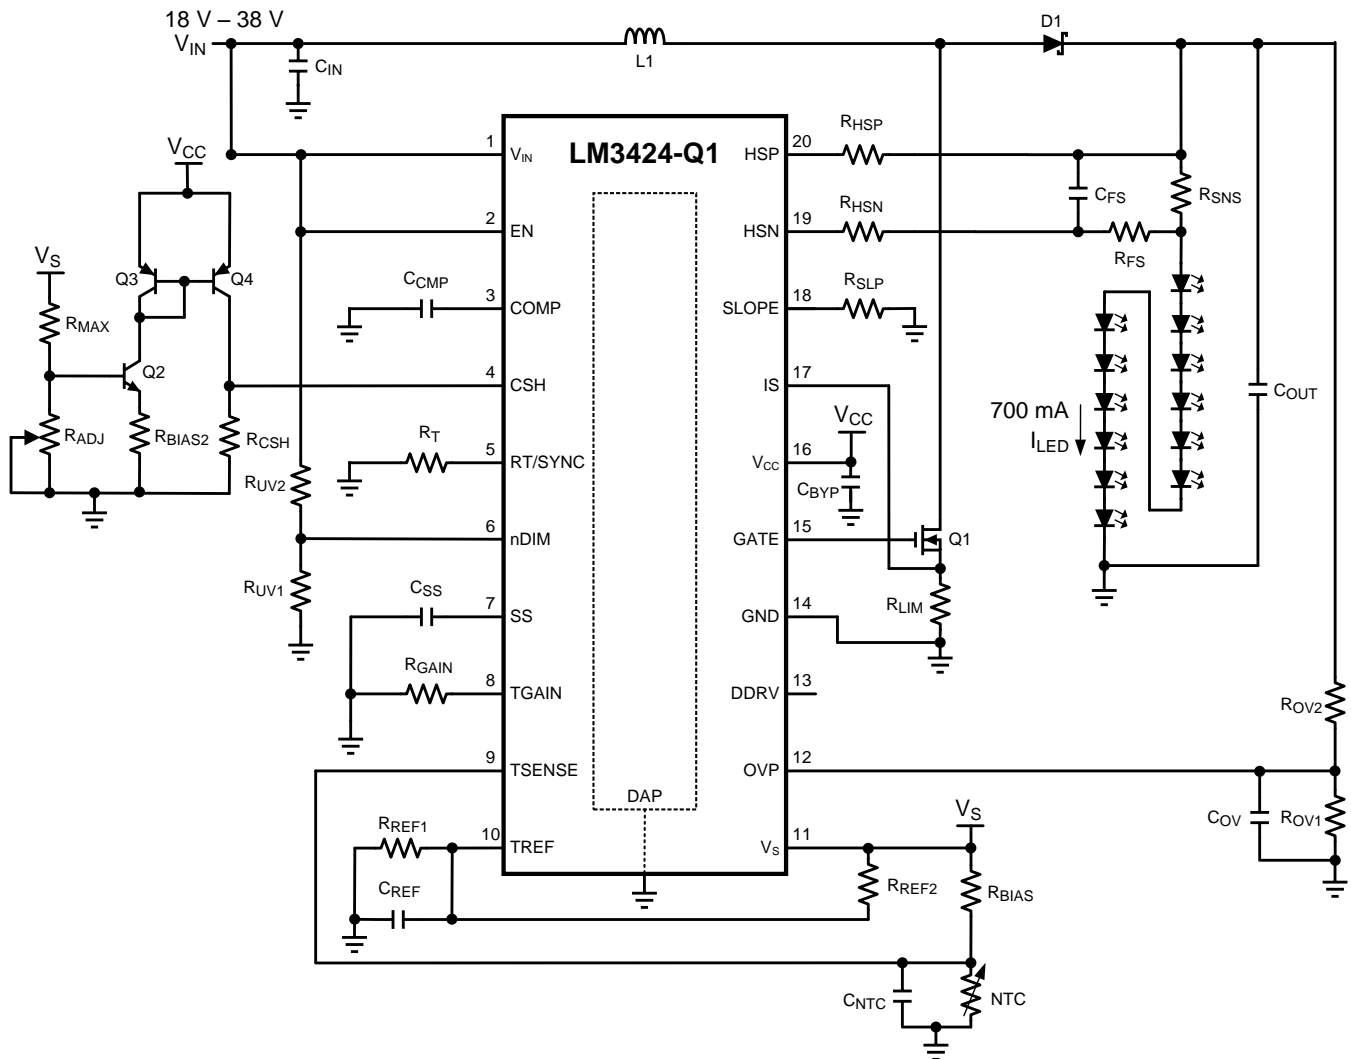 18 V – 38 V
VIN
D1
L1
CIN
LM3424-Q1
VCC
1 VIN
HSP 20
RHSP
2 EN
HSN 19
RHSN
CFS
RSNS
RFS
VS
Q3
Q4
CCMP
3 COMP
SLOPE 18
RSLP
RMAX
Q2
4 CSH
IS 17
COUT
700 mA
ILED
VCC
RADJ
RBIAS2
RCSH
RT
5 RT/SYNC
VCC 16
CBYP
RUV2
6 nDIM
GATE 15
Q1
RUV1
CSS
7 SS
GND 14
RLIM
RGAIN
8 TGAIN
DDRV 13
ROV2
9 TSENSE
OVP 12
DAP
COV
ROV1
VS
RREF1
10 TREF
VS 11
RREF2
RBIAS
CREF
CNTC
NTC